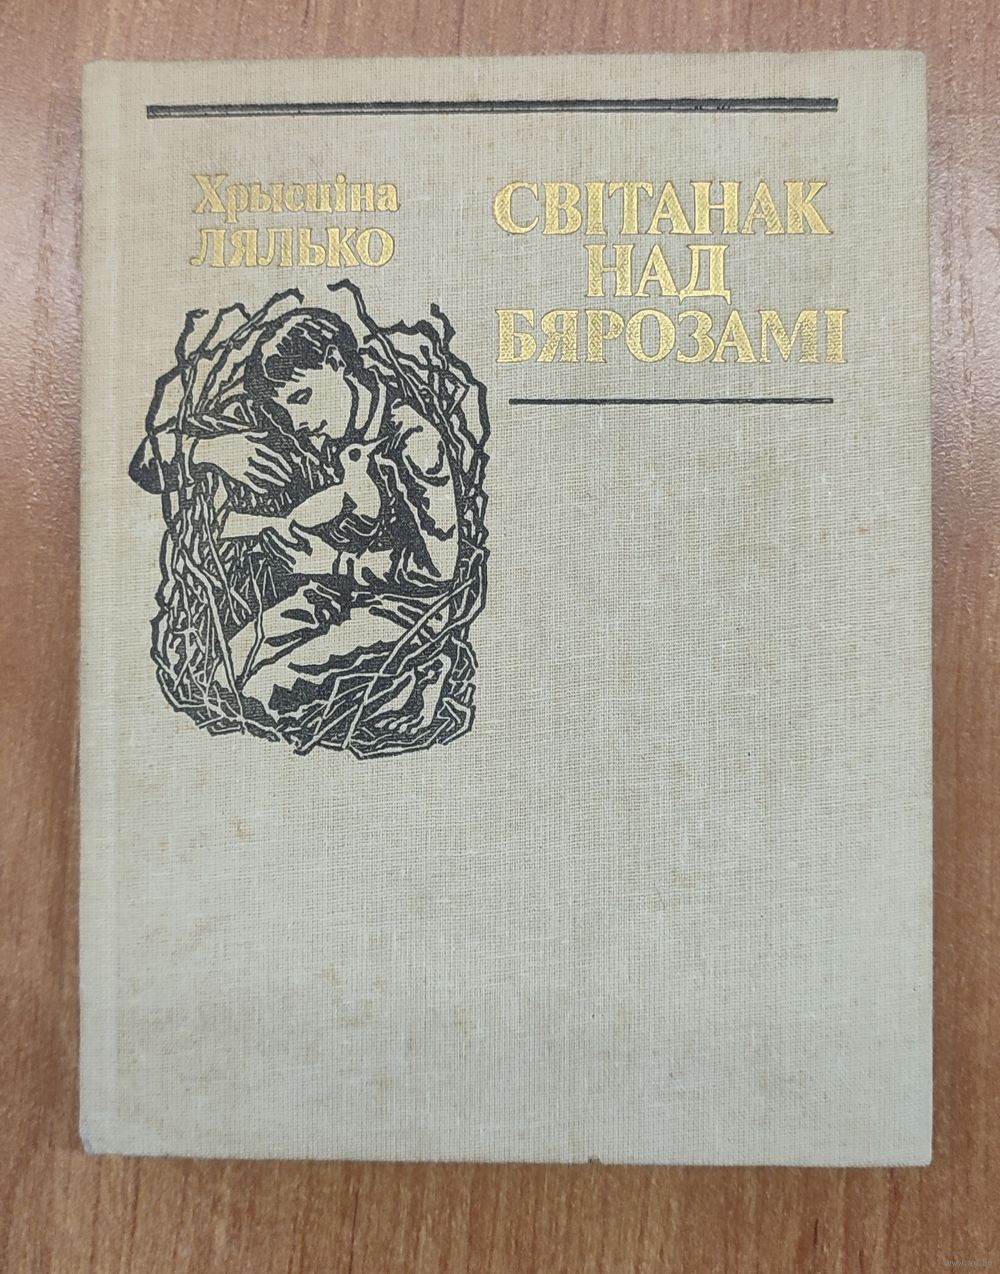 Хрысціна
ЛЯЛЬКО
СВІТАНАК
НАД
БЯРОЗАМІ